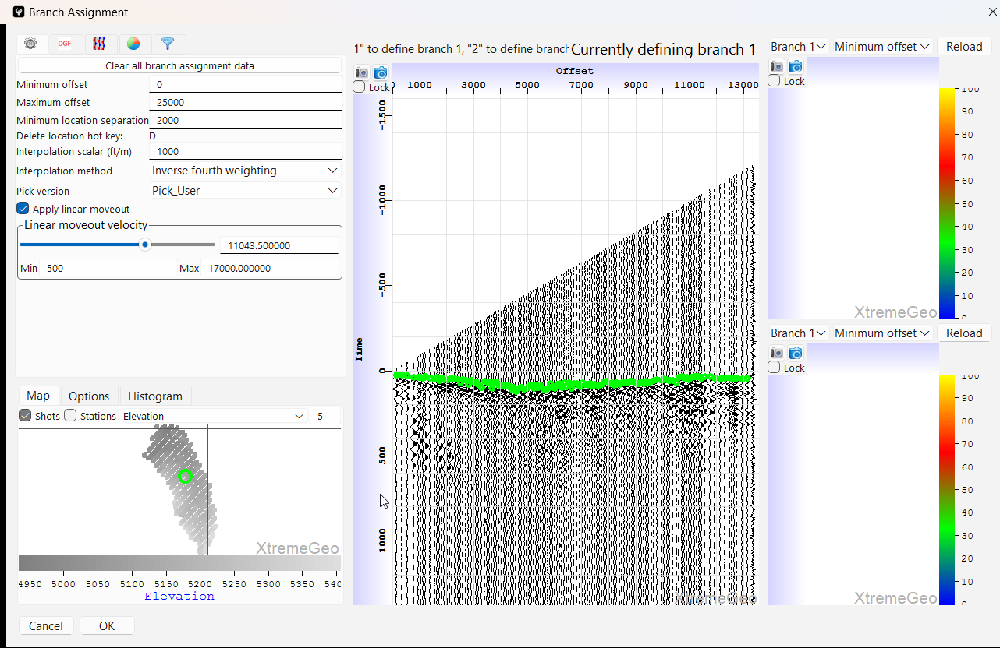 Branch Assignment
DGF
Clear all branch assignment data
Minimum offset 0
Maximum offset 25000
Minimum location separation 2000
Delete location hot key: D
Interpolation scalar (ft/m) 1000
Interpolation method Inverse fourth weighting
Pick version Pick_User
Apply linear moveout
Linear moveout velocity
11043.500000
Min 500 Max 17000.000000
Map Options Histogram
Shots Stations Elevation 5
XtremeGeo
4950 5000 5050 5100 5150 5200 5250 5300 5350 540
Elevation
Cancel OK
1" to define branch 1, "2" to define branch Currently defining branch 1
Offset
Lock
1000 3000 5000 7000 9000 11000 13000
Time
-1500
-1000
-500
0
500
1000
XtremeGeo
Branch 1 Minimum offset Reload
Lock
100
90
80
70
60
50
40
30
20
10
0
XtremeGeo
Branch 1 Minimum offset Reload
Lock
100
90
80
70
60
50
40
30
20
10
0
XtremeGeo